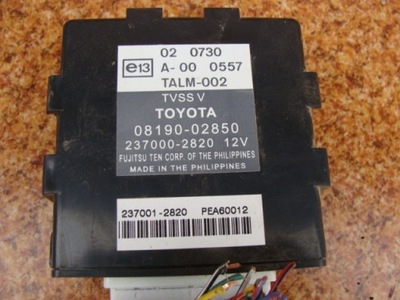 02 0730
e13 A-00 0557
TALM-002
TVSS V
TOYOTA
08190-02850
237000-2820 12V
FUJITSU TEN CORP. OF THE PHILIPPINES
MADE IN THE PHILIPPINES
237001-2820 PEA60012